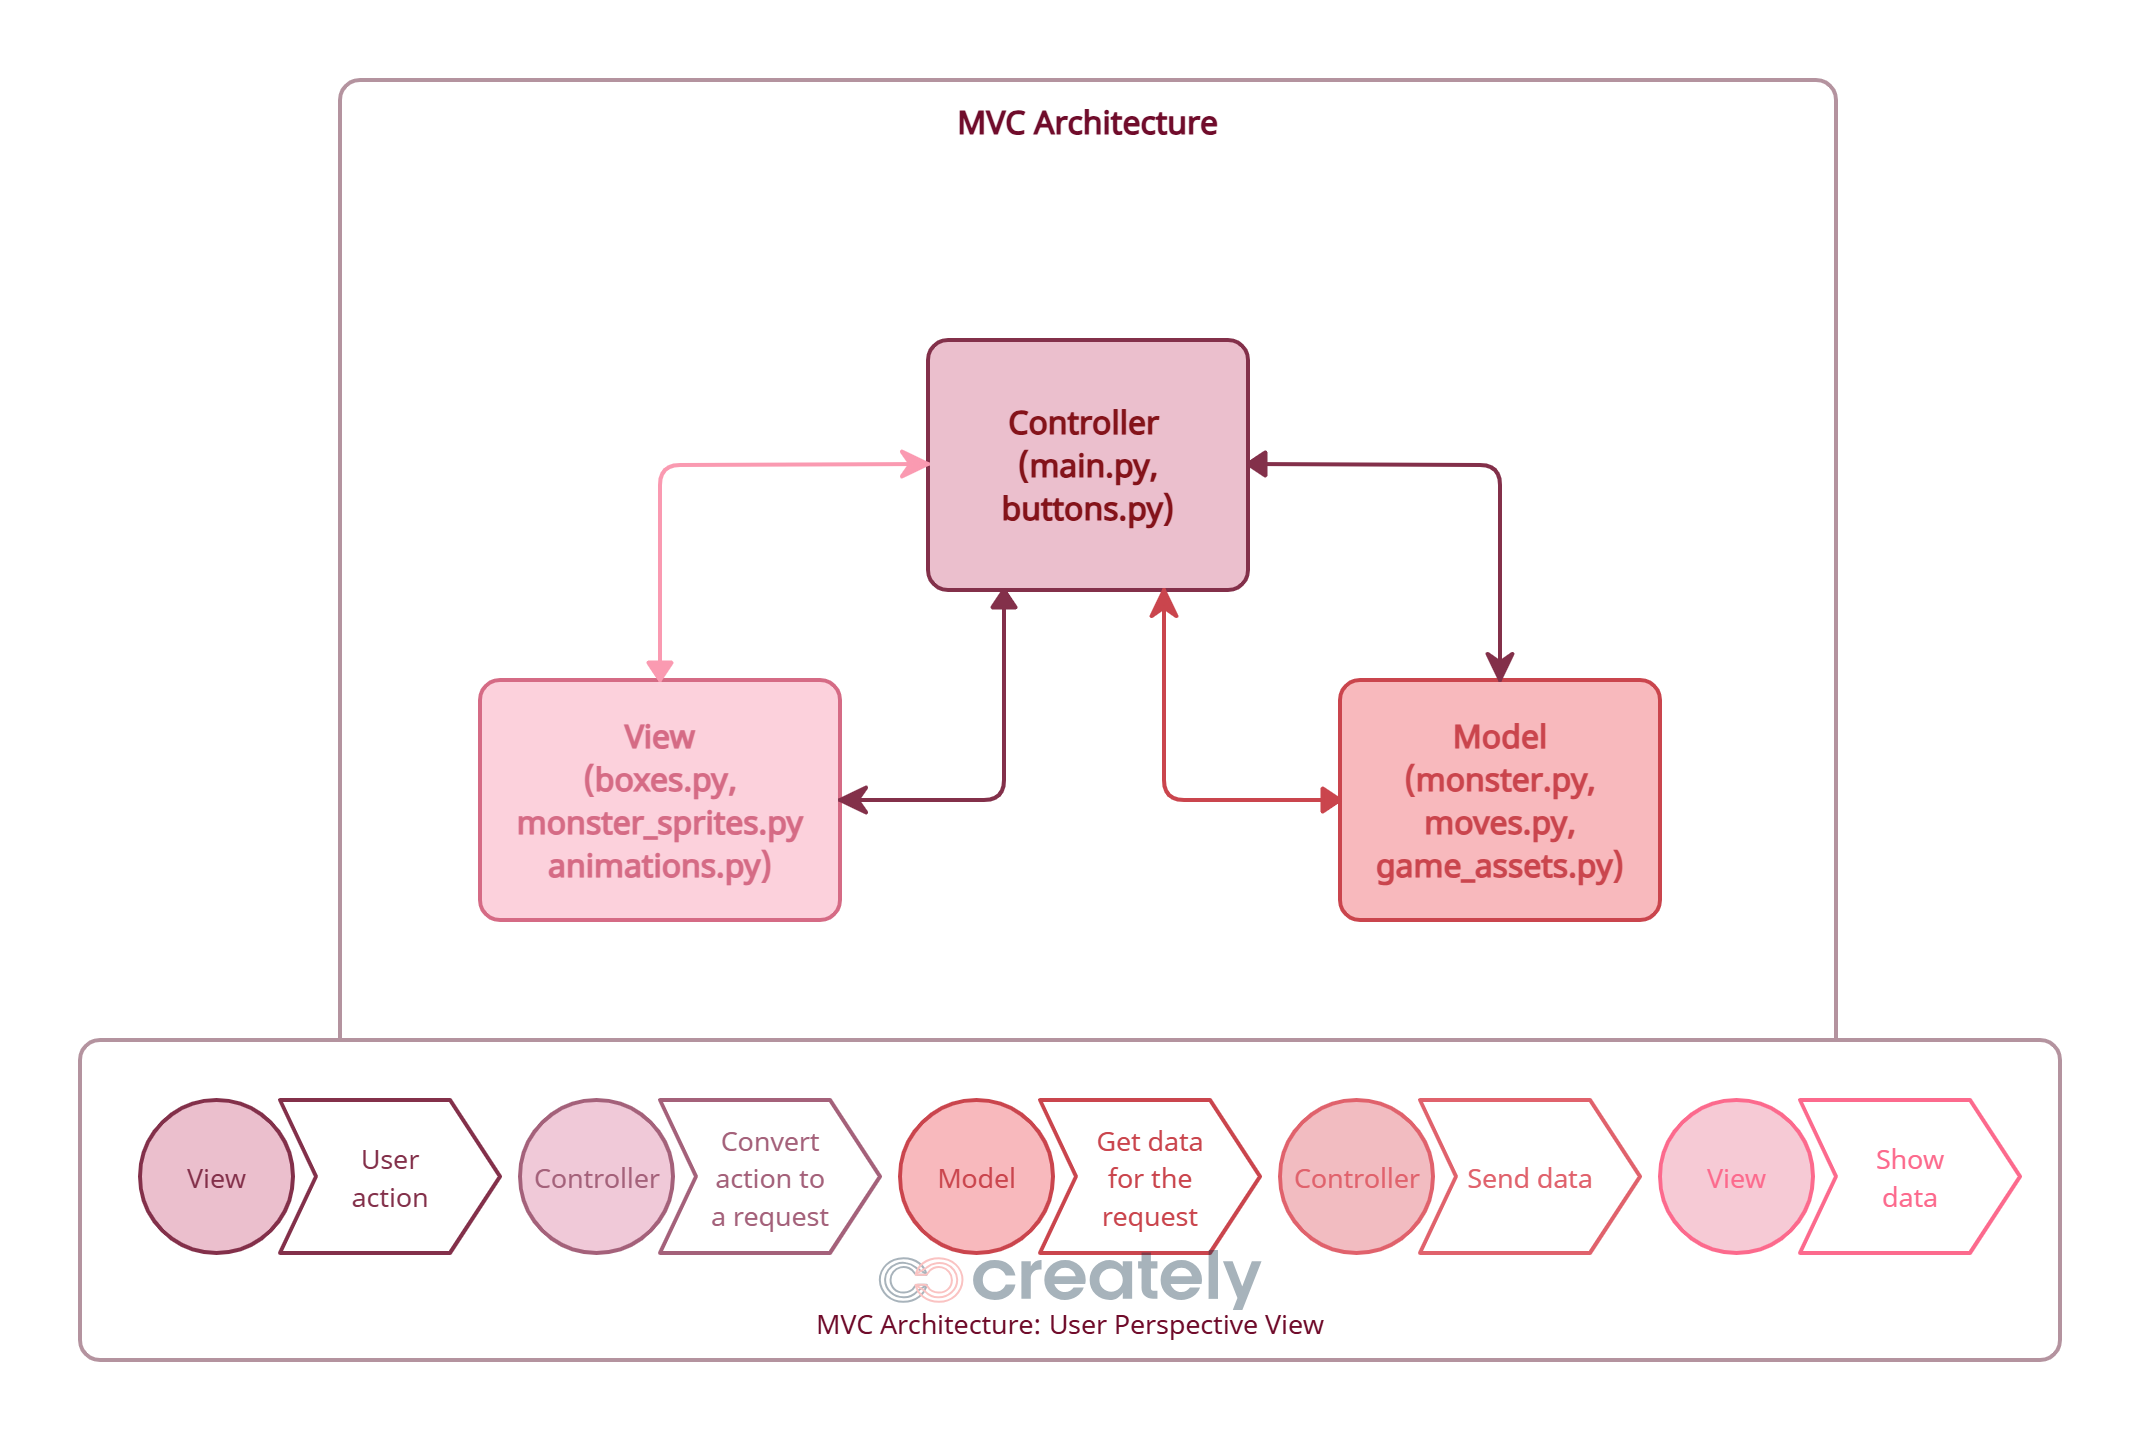 MVC Architecture
Controller
(main.py,
buttons.py)
View
(boxes.py,
monster_sprites.py
animations.py)
Model
(monster.py,
moves.py,
game_assets.py)
View
User
action
Controller
Convert
action to
a request
Model
Get data
for the
request
Controller
Send data
View
Show
data
creately
MVC Architecture: User Perspective View